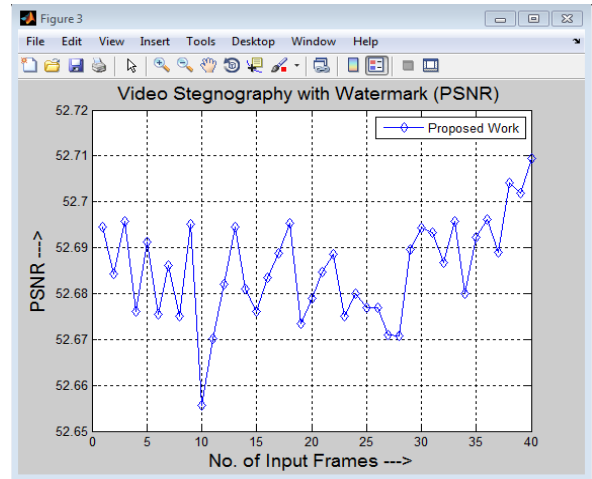 Figure 3
File Edit View Insert Tools Desktop Window Help
Video Stegnography with Watermark (PSNR)
Proposed Work
PSNR --->
52.72
52.71
52.7
52.69
52.68
52.67
52.66
52.65
0 5 10 15 20 25 30 35 40
No. of Input Frames --->